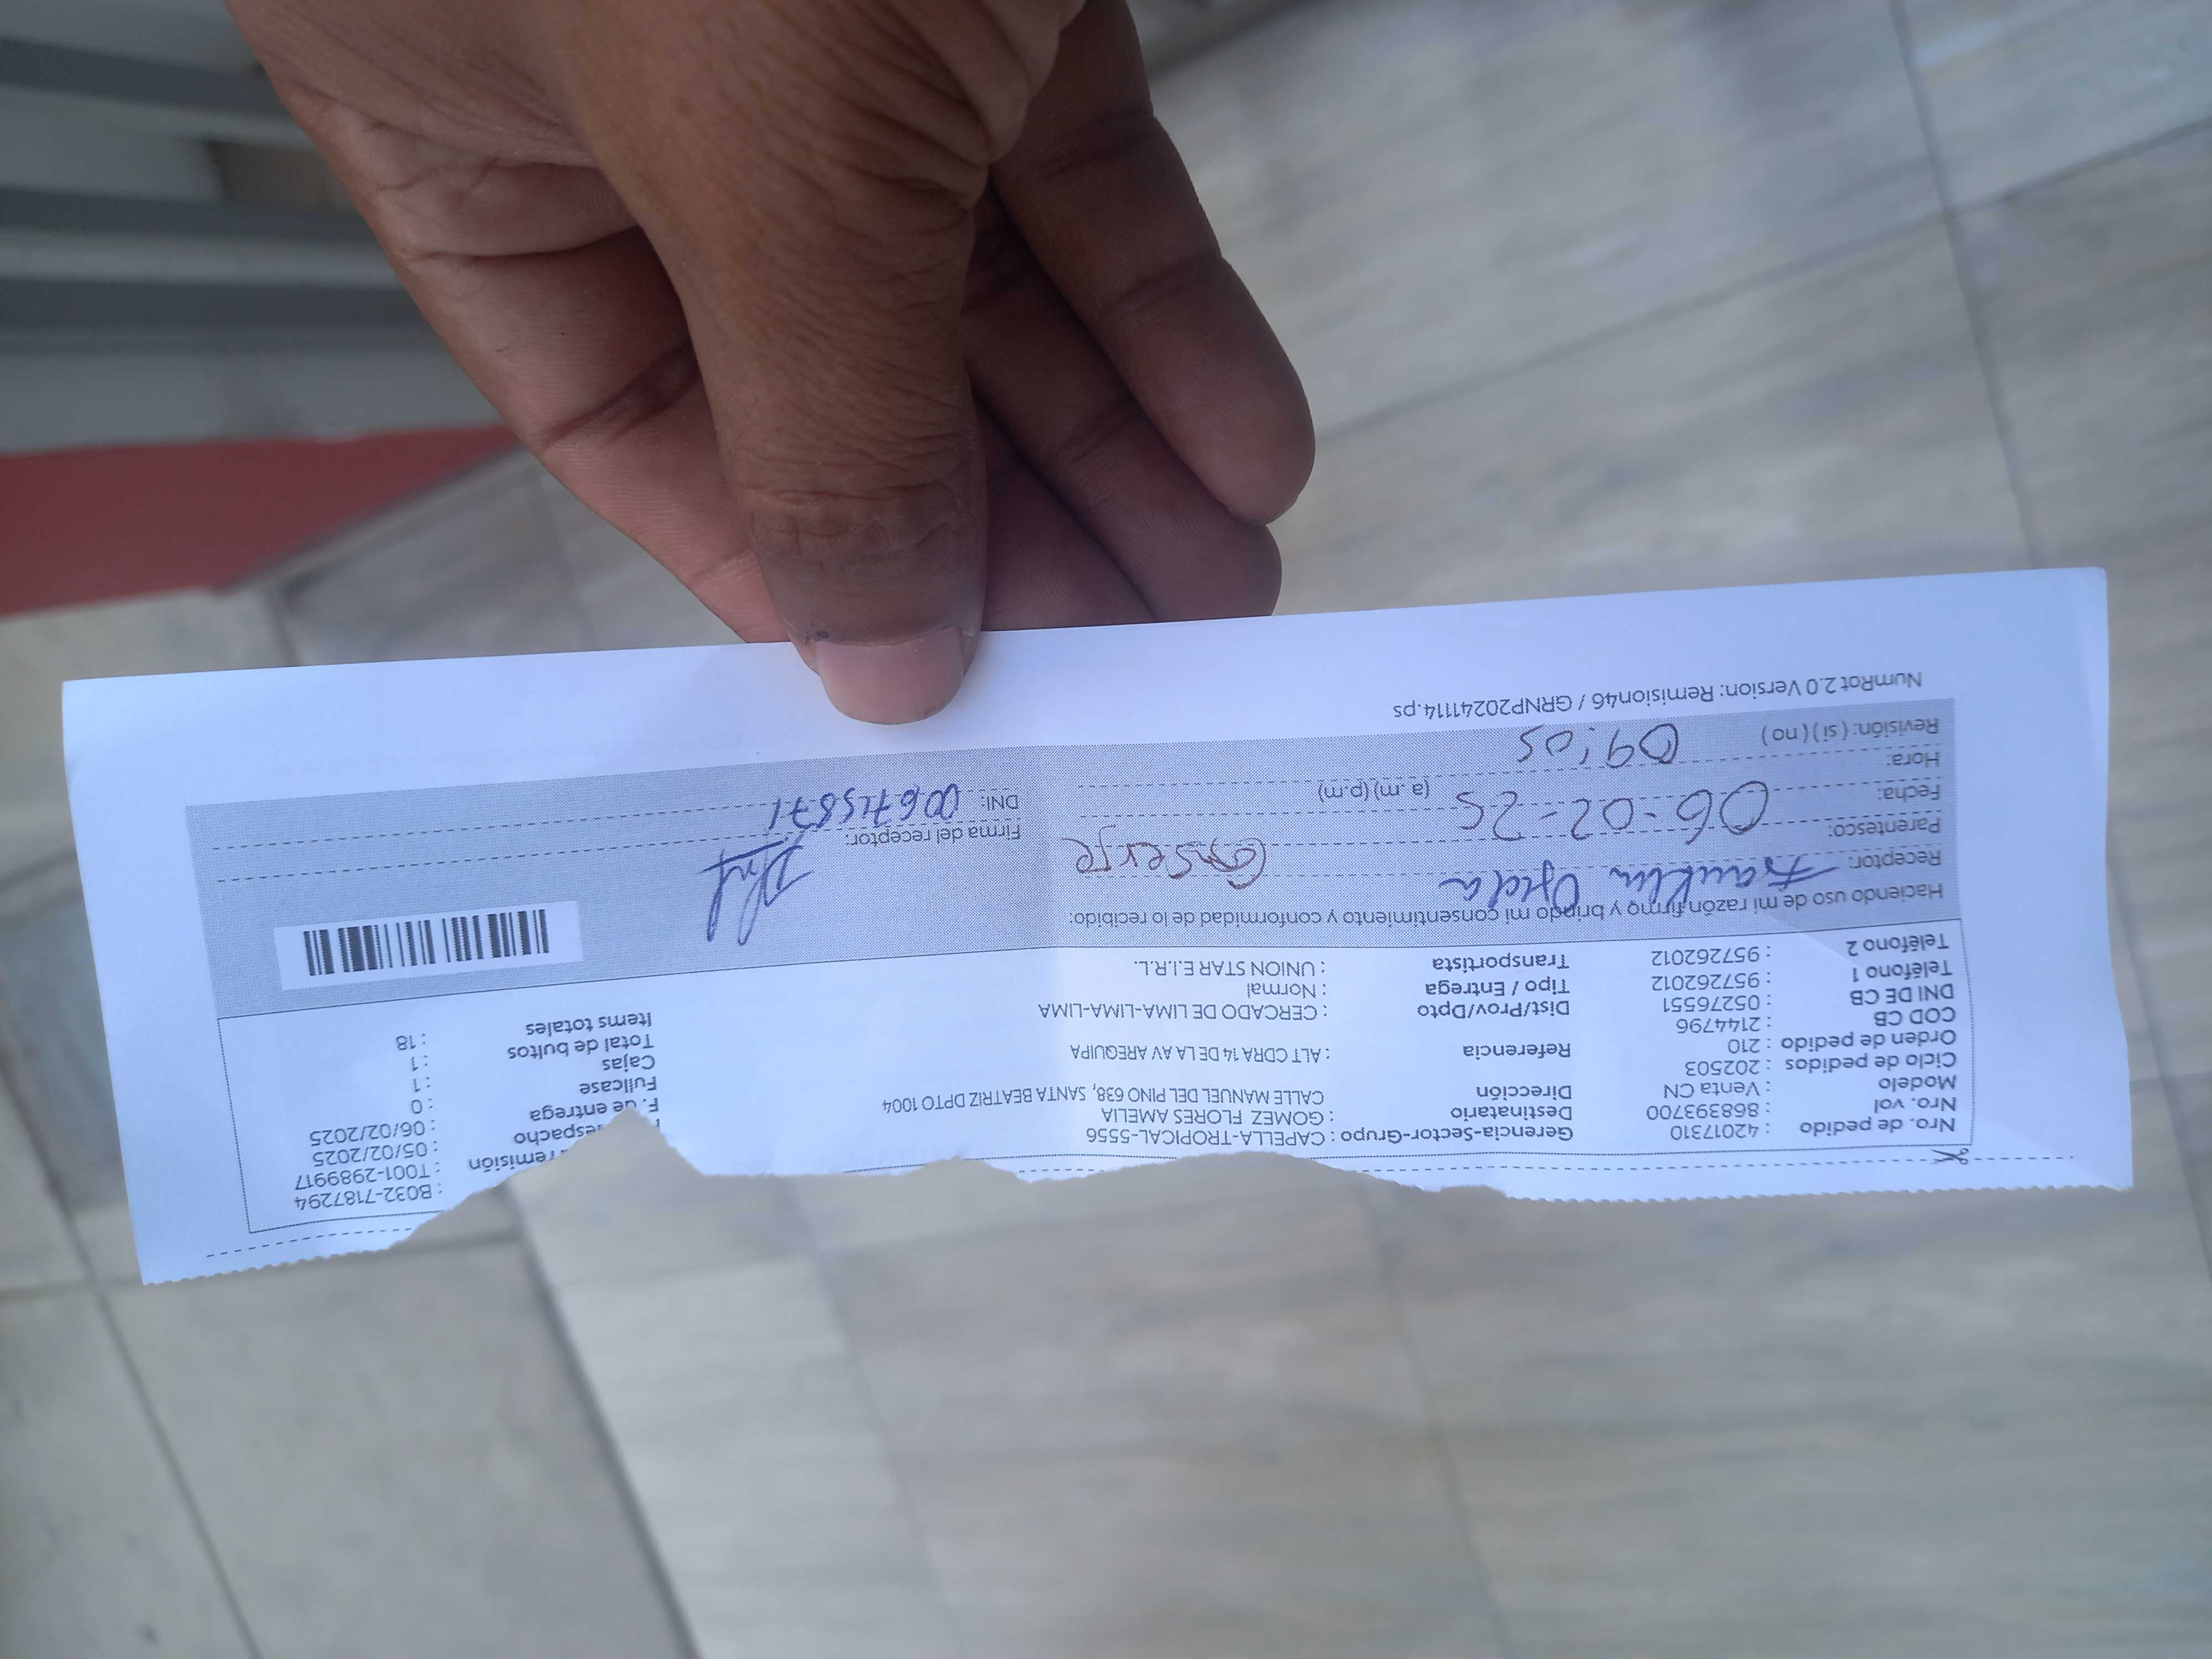 B032-7187294
remisión : T001-2989917
espacho : 05/02/2025
F. de entrega : 06/02/2025
Fullcase : 0
Cajas : 1
Total de bultos : 1
Items totales : 18
Nro. de pedido : 42017310
Nro. vol : 868393700
Modelo : Venta CN
Ciclo de pedidos : 202503
Orden de pedido : 210
COD CB : 2144796
DNI DE CB : 05276551
Teléfono 1 : 957262012
Teléfono 2 : 957262012
Gerencia-Sector-Grupo : CAPELLA-TROPICAL-5556
Destinatario : GOMEZ FLORES AMELIA
Dirección CALLE MANUEL DEL PINO 638, SANTA BEATRIZ DPTO 1004
Referencia : ALT CDRA 14 DE LA AV AREQUIPA
Dist/Prov/Dpto : CERCADO DE LIMA-LIMA-LIMA
Tipo / Entrega : Normal
Transportista : UNION STAR E.I.R.L.
Haciendo uso de mi razón firmo y brindo mi consentimiento y conformidad de lo recibido:
Receptor: Franklin
Parentesco: Conserje
Fecha: 06-02-25
Hora: 09:05 (a.m) (p.m)
Revisión: ( si ) ( no )
Firma del receptor:
DNI: 006715871
NumRot 2.0 Version: Remision46 / GRNP20241114.ps